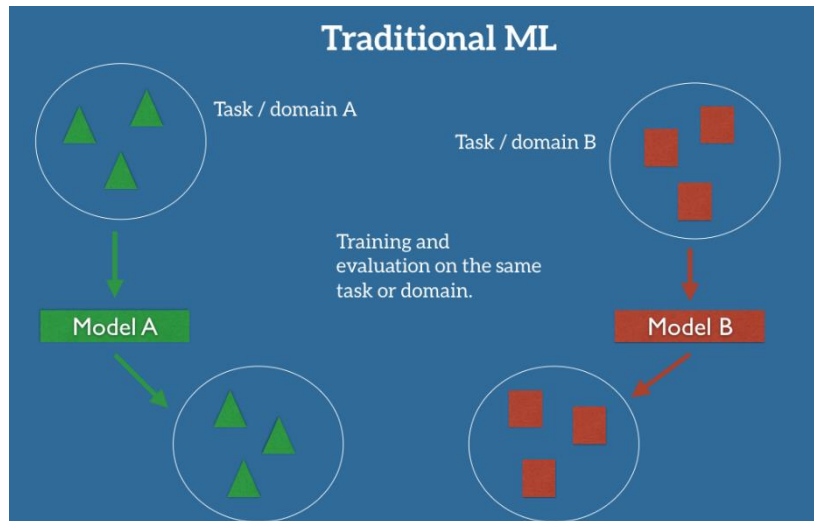 Traditional ML
Task / domain A
Task / domain B
Training and
evaluation on the same
task or domain.
Model A
Model B